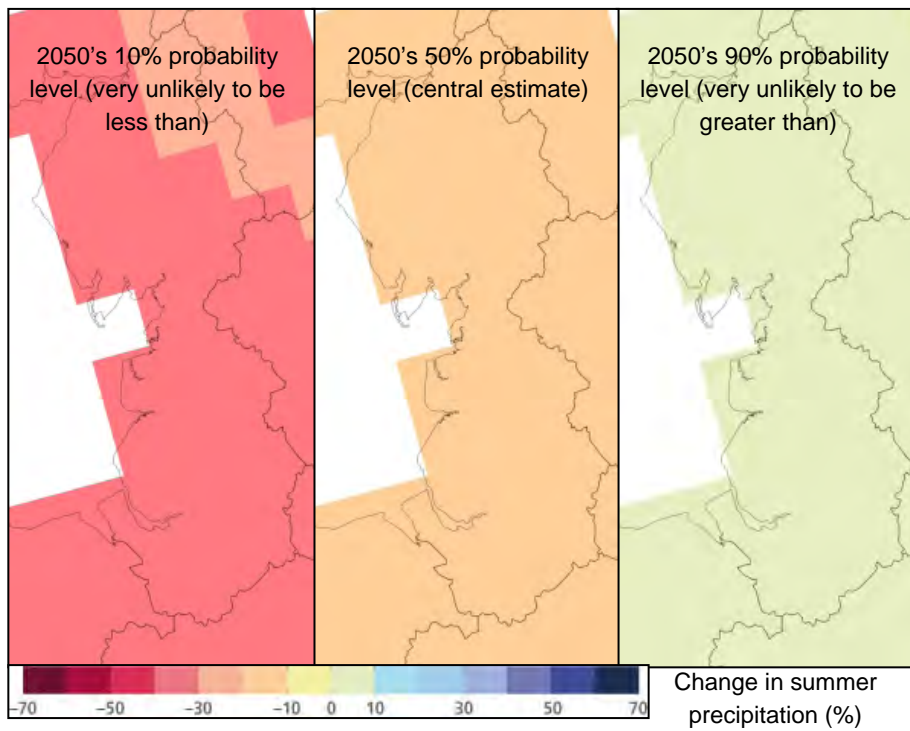 2050's 10% probability
level (very unlikely to be
less than)
2050's 50% probability
level (central estimate)
2050's 90% probability
level (very unlikely to be
greater than)
−70 −50 −30 −10 0 10 30 50 70
Change in summer
precipitation (%)